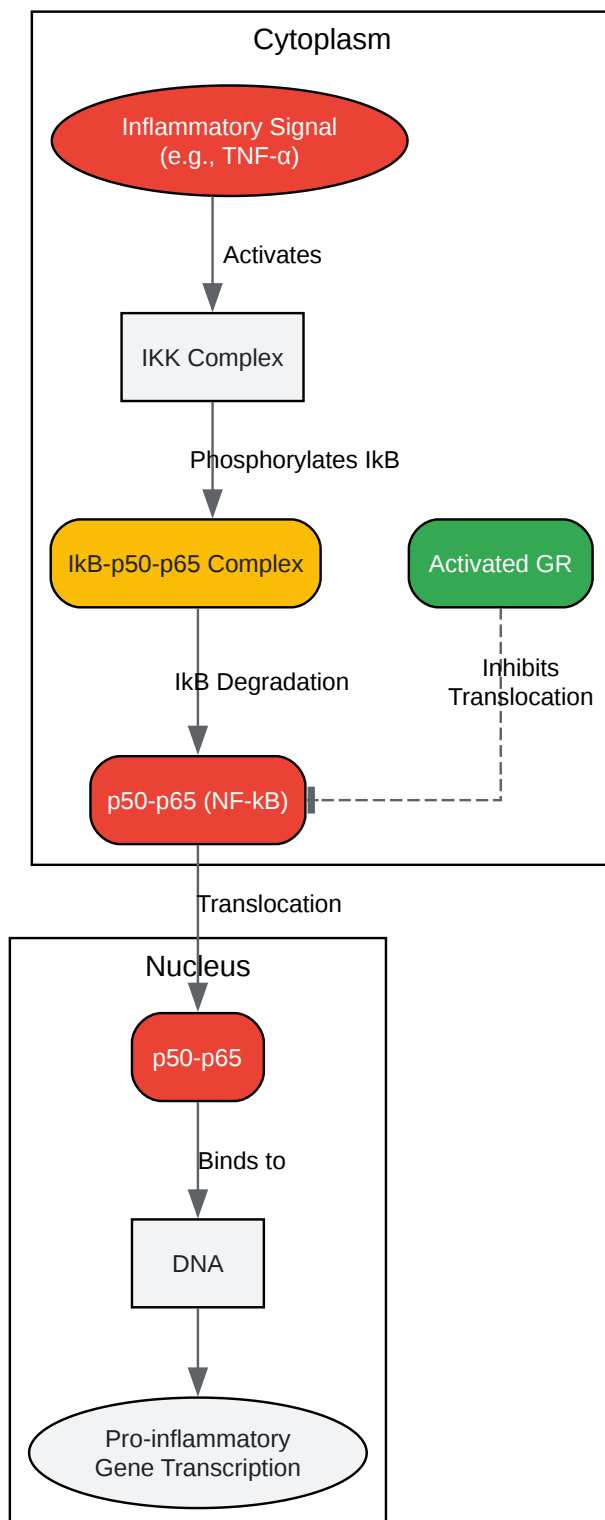 Cytoplasm
Inflammatory Signal
(e.g., TNF-α)
Activates
IKK Complex
Phosphorylates IkB
IkB-p50-p65 Complex
Activated GR
IkB Degradation
Inhibits
Translocation
p50-p65 (NF-kB)
Translocation
Nucleus
p50-p65
Binds to
DNA
Pro-inflammatory
Gene Transcription